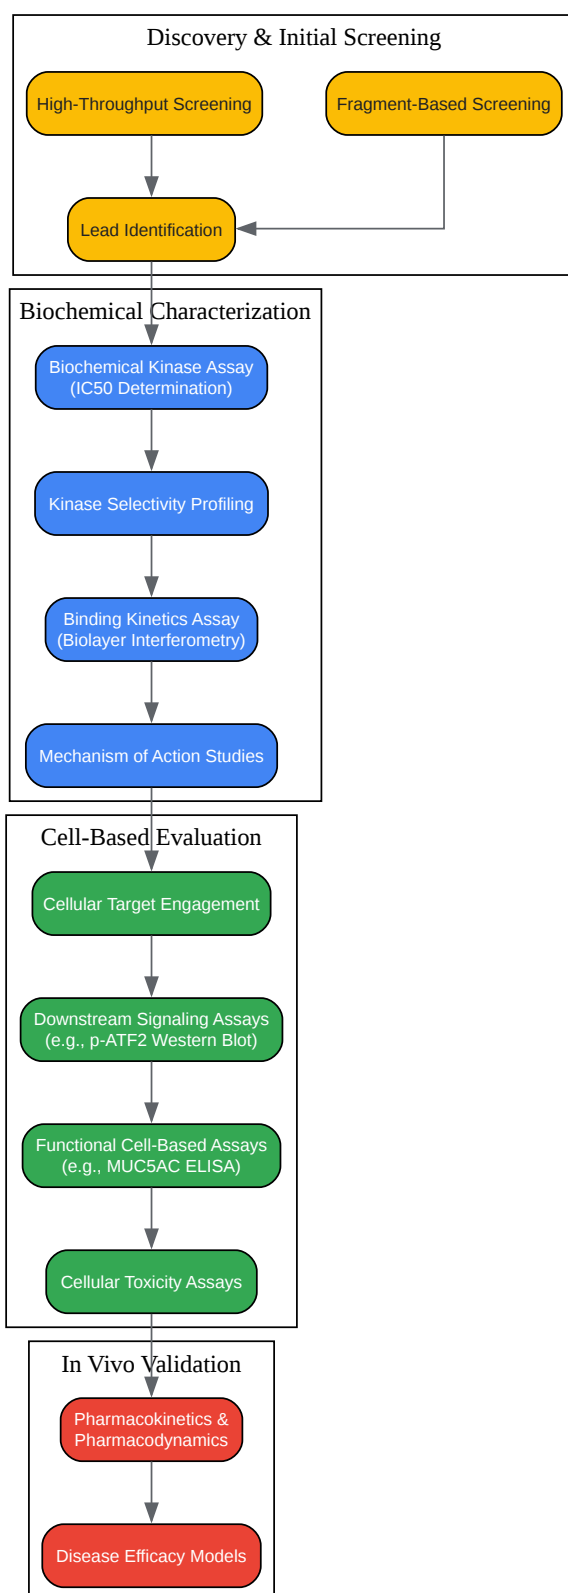 Discovery & Initial Screening
High-Throughput Screening
Fragment-Based Screening
Lead Identification
Biochemical Characterization
Biochemical Kinase Assay
(IC50 Determination)
Kinase Selectivity Profiling
Binding Kinetics Assay
(Biolayer Interferometry)
Mechanism of Action Studies
Cell-Based Evaluation
Cellular Target Engagement
Downstream Signaling Assays
(e.g., p-ATF2 Western Blot)
Functional Cell-Based Assays
(e.g., MUC5AC ELISA)
Cellular Toxicity Assays
In Vivo Validation
Pharmacokinetics &
Pharmacodynamics
Disease Efficacy Models